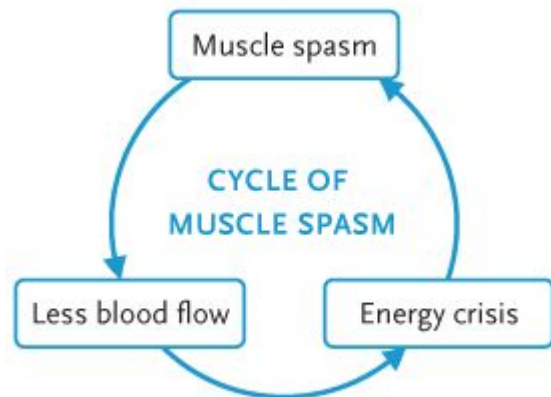 Muscle spasm
CYCLE OF
MUSCLE SPASM
Less blood flow
Energy crisis